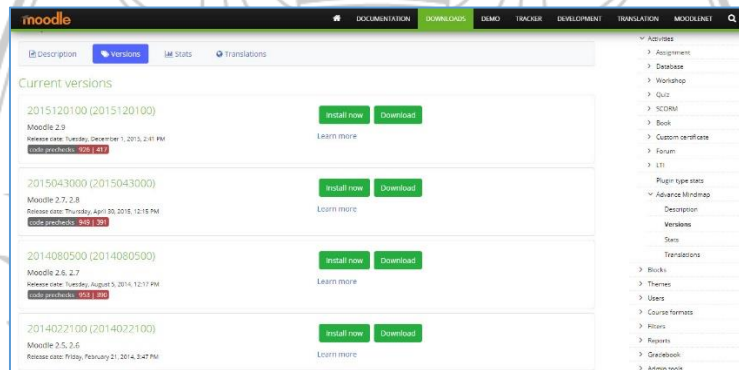 moodle
DOCUMENTATION DOWNLOADS DEMO TRACKER DEVELOPMENT TRANSLATION MOODLENET
Description Versions Stats Translations
Current versions
2015120100 (2015120100)
Moodle 2.9
Release date: Tuesday, December 1, 2015, 2:41 PM
code prechecks 926 | 417
Install now Download
Learn more
2015043000 (2015043000)
Moodle 2.7, 2.8
Release date: Thursday, April 30, 2015, 12:15 PM
code prechecks 949 | 391
Install now Download
Learn more
2014080500 (2014080500)
Moodle 2.6, 2.7
Release date: Tuesday, August 5, 2014, 12:17 PM
code prechecks 953 | 390
Install now Download
Learn more
2014022100 (2014022100)
Moodle 2.5, 2.6
Release date: Friday, February 21, 2014, 3:47 PM
Install now Download
Learn more
Activities
Assignment
Database
Workshop
Quiz
SCORM
Book
Custom certificate
Forum
LTI
Plugin type stats
Advance Mindmap
Description
Versions
Stats
Translations
Blocks
Themes
Users
Course formats
Filters
Reports
Gradebook
Admin tools